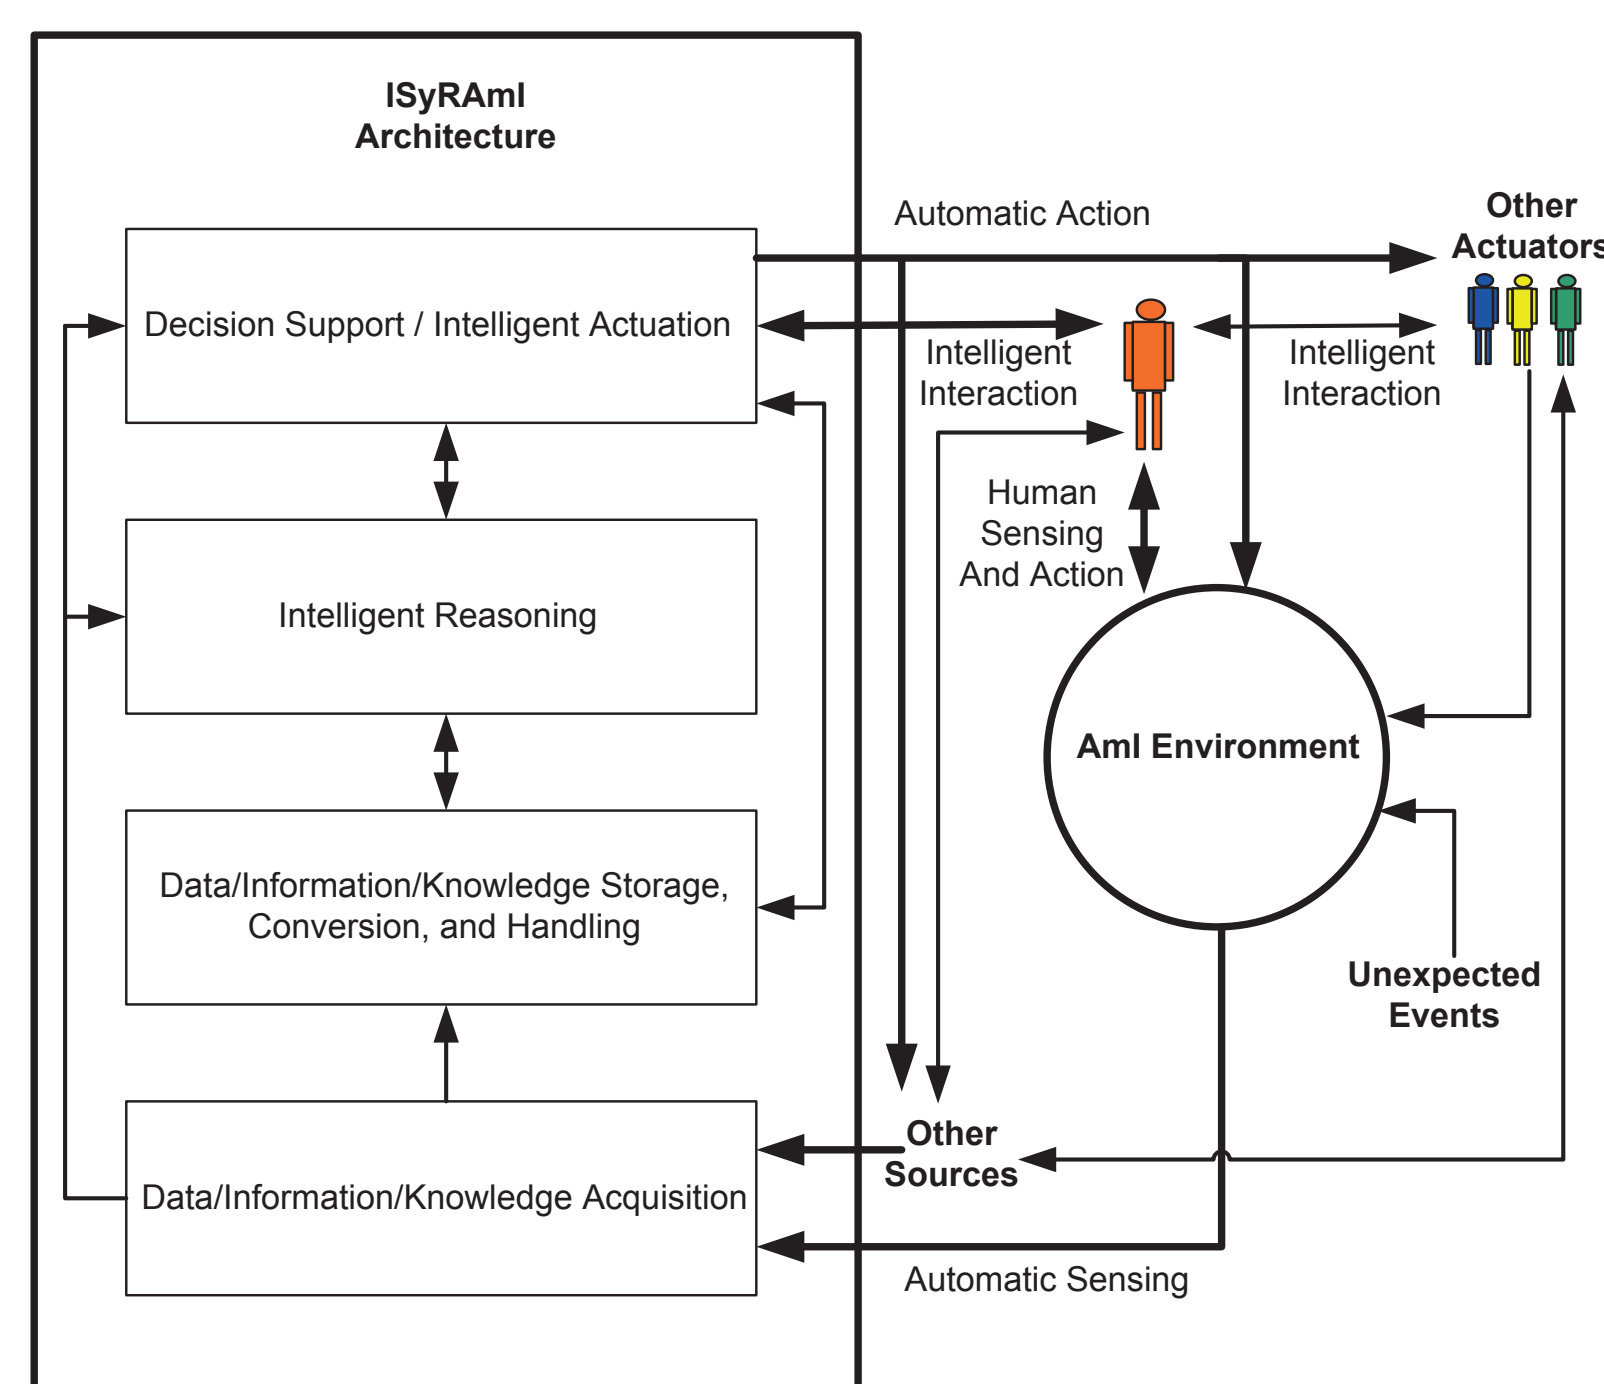 ISyRAmI
Architecture
Automatic Action
Other
Actuators
Decision Support / Intelligent Actuation
Intelligent
Interaction
Intelligent
Interaction
Human
Sensing
And Action
Intelligent Reasoning
AmI Environment
Data/Information/Knowledge Storage,
Conversion, and Handling
Unexpected
Events
Other
Sources
Data/Information/Knowledge Acquisition
Automatic Sensing